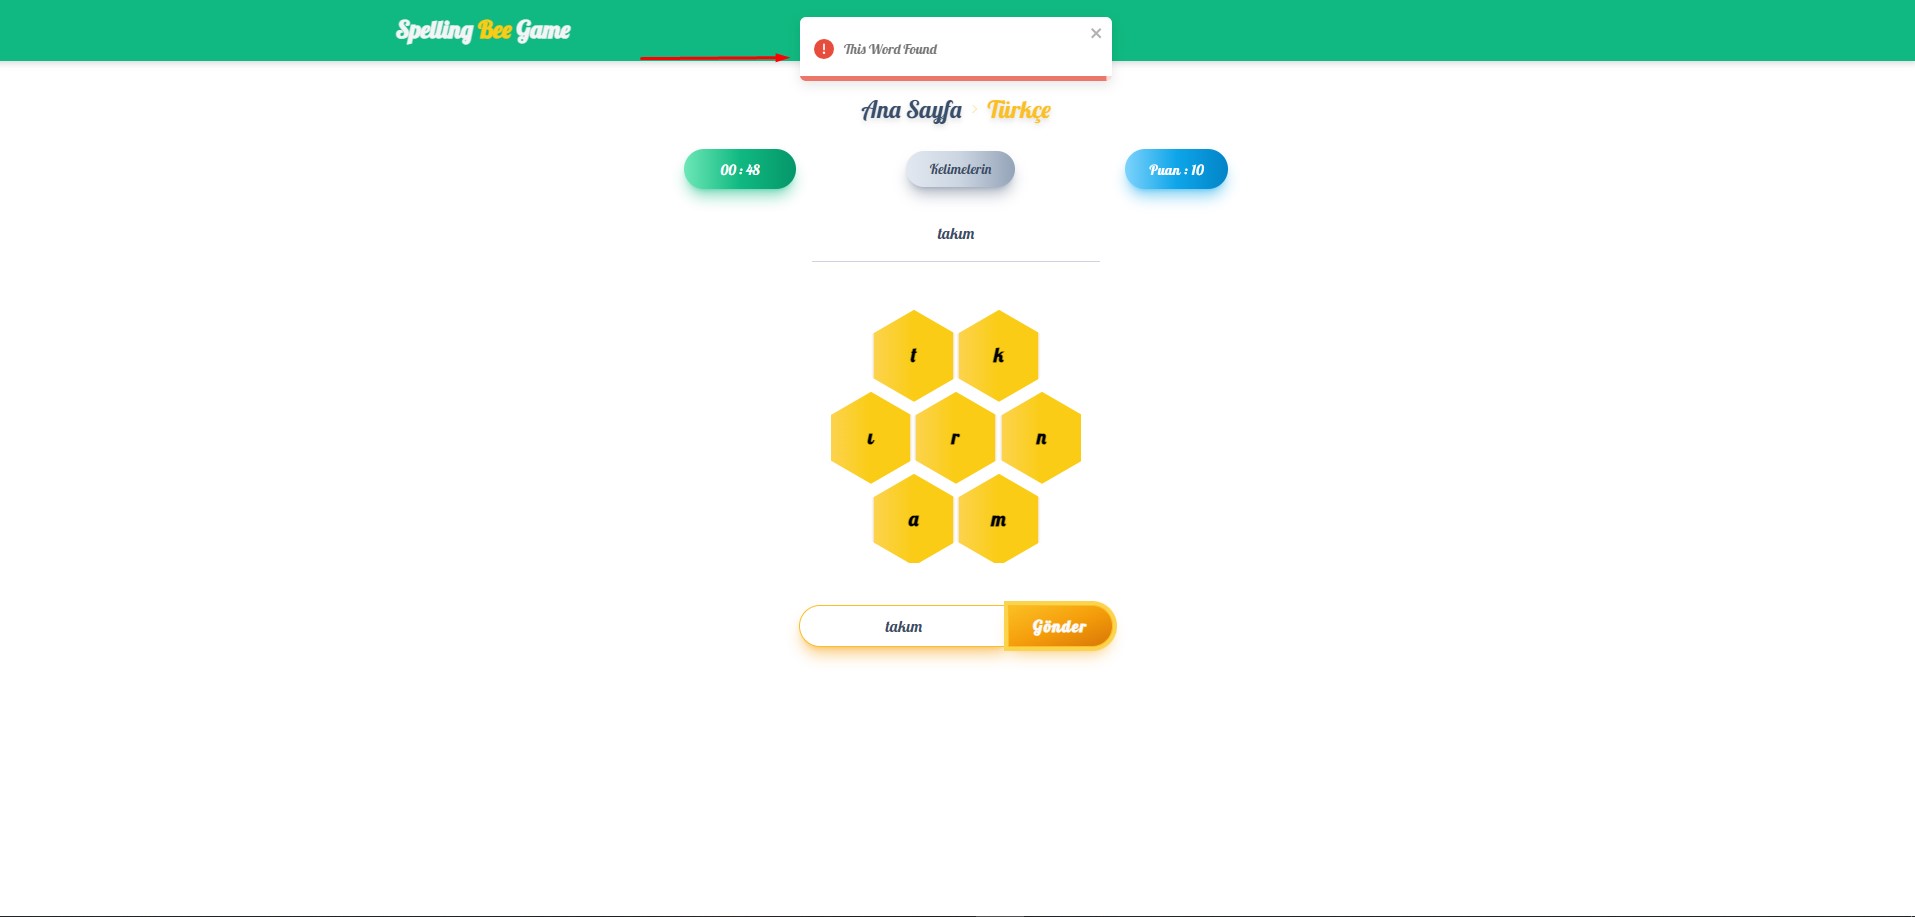 Spelling Bee Game
This Word Found
Ana Sayfa > Türkçe
00 : 48
Kelimelerin
Puan : 10
takım
t k
ı r n
a m
takım
Gönder